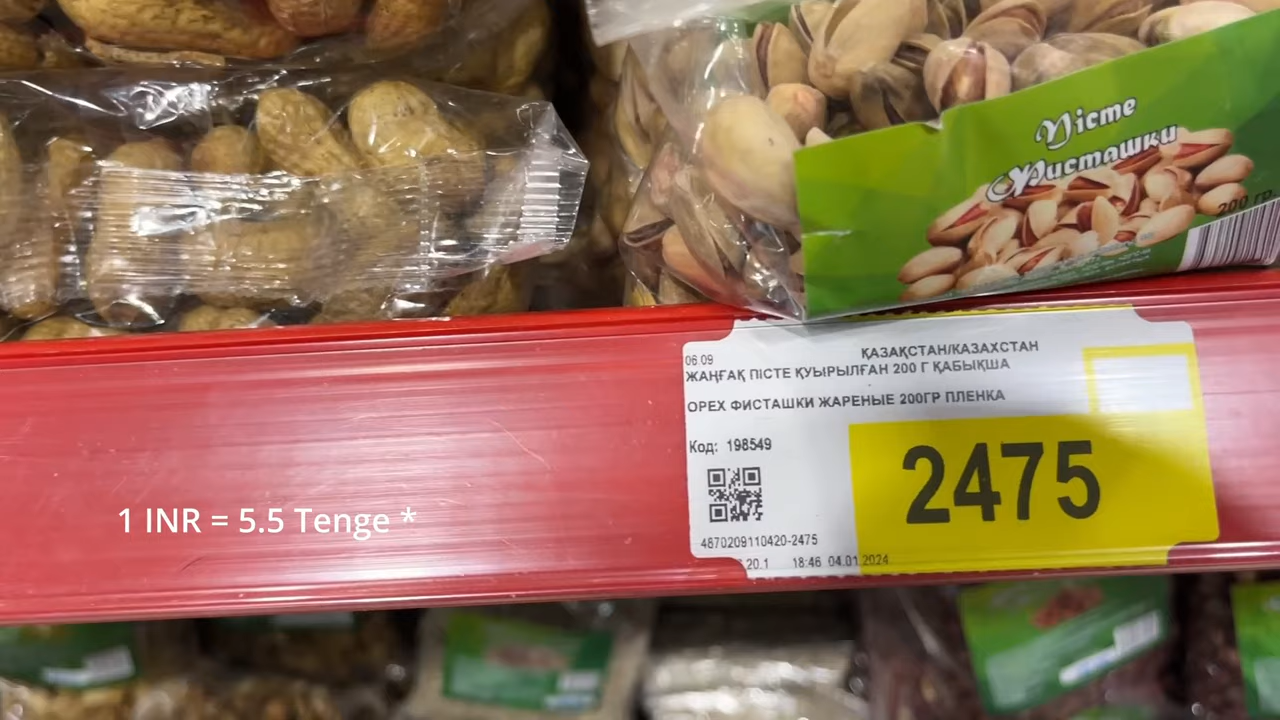 Пісте
Фисташки
200 гр.
06.09
ҚАЗАҚСТАН/КАЗАХСТАН
ЖАҢҒАҚ ПІСТЕ ҚУЫРЫЛҒАН 200 Г ҚАБЫҚША
ОРЕХ ФИСТАШКИ ЖАРЕНЫЕ 200ГР ПЛЕНКА
Код: 198549
2475
1 INR = 5.5 Tenge *
4870209110420-2475
20.1 18:46 04.01.2024